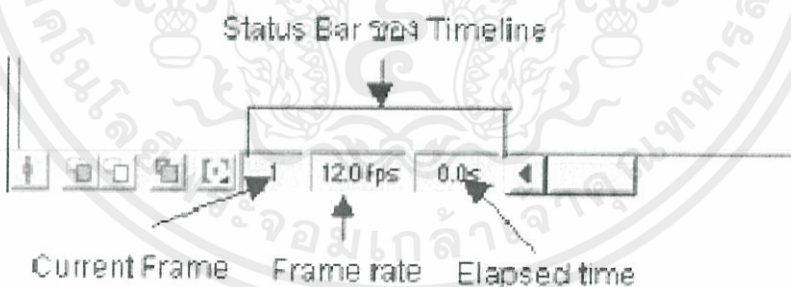 Status Bar ของ Timeline
1 12.0 fps 0.0s
Current Frame Frame rate Elapsed time